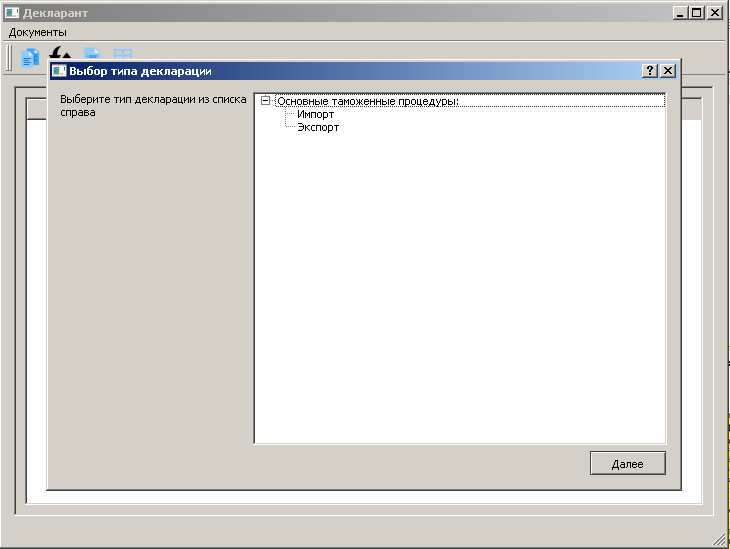 Декларант
Документы
Выбор типа декларации
Выберите тип декларации из списка
справа
Основные таможенные процедуры:
Импорт
Экспорт
Далее